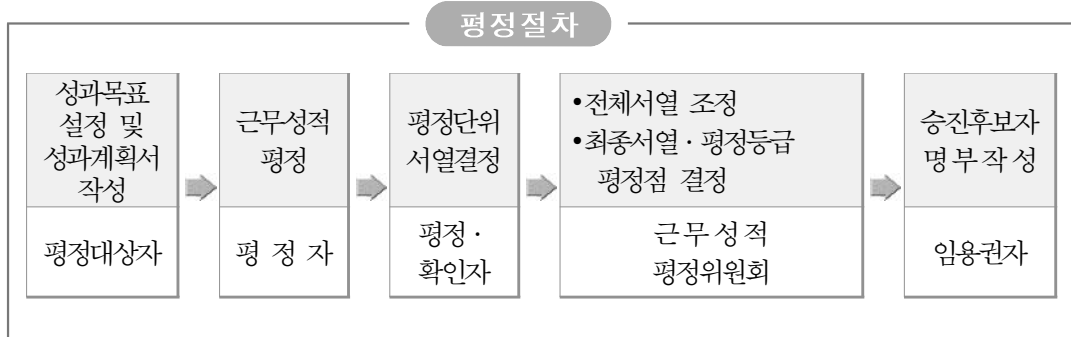 평정절차
성과목표
설정 및
성과계획서
작성
평정대상자
근무성적
평정
평 정 자
평정단위
서열결정
평정·
확인자
•전체서열 조정
•최종서열·평정등급
평정점 결정
근무성적
평정위원회
승진후보자
명부작성
임용권자